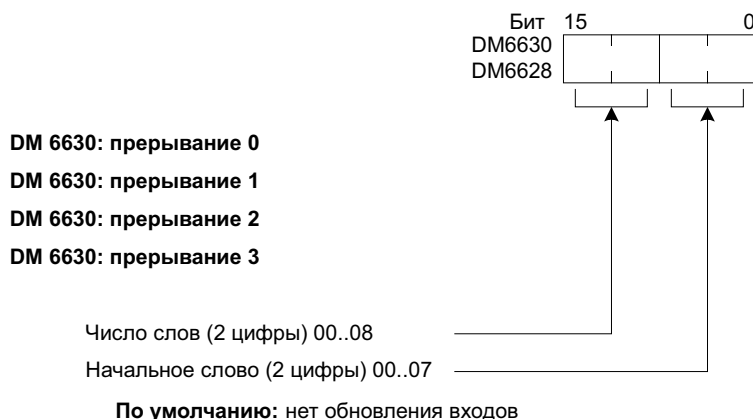 Бит 15 0
DM6630
DM6628
DM 6630: прерывание 0
DM 6630: прерывание 1
DM 6630: прерывание 2
DM 6630: прерывание 3
Число слов (2 цифры) 00..08
Начальное слово (2 цифры) 00..07
По умолчанию: нет обновления входов